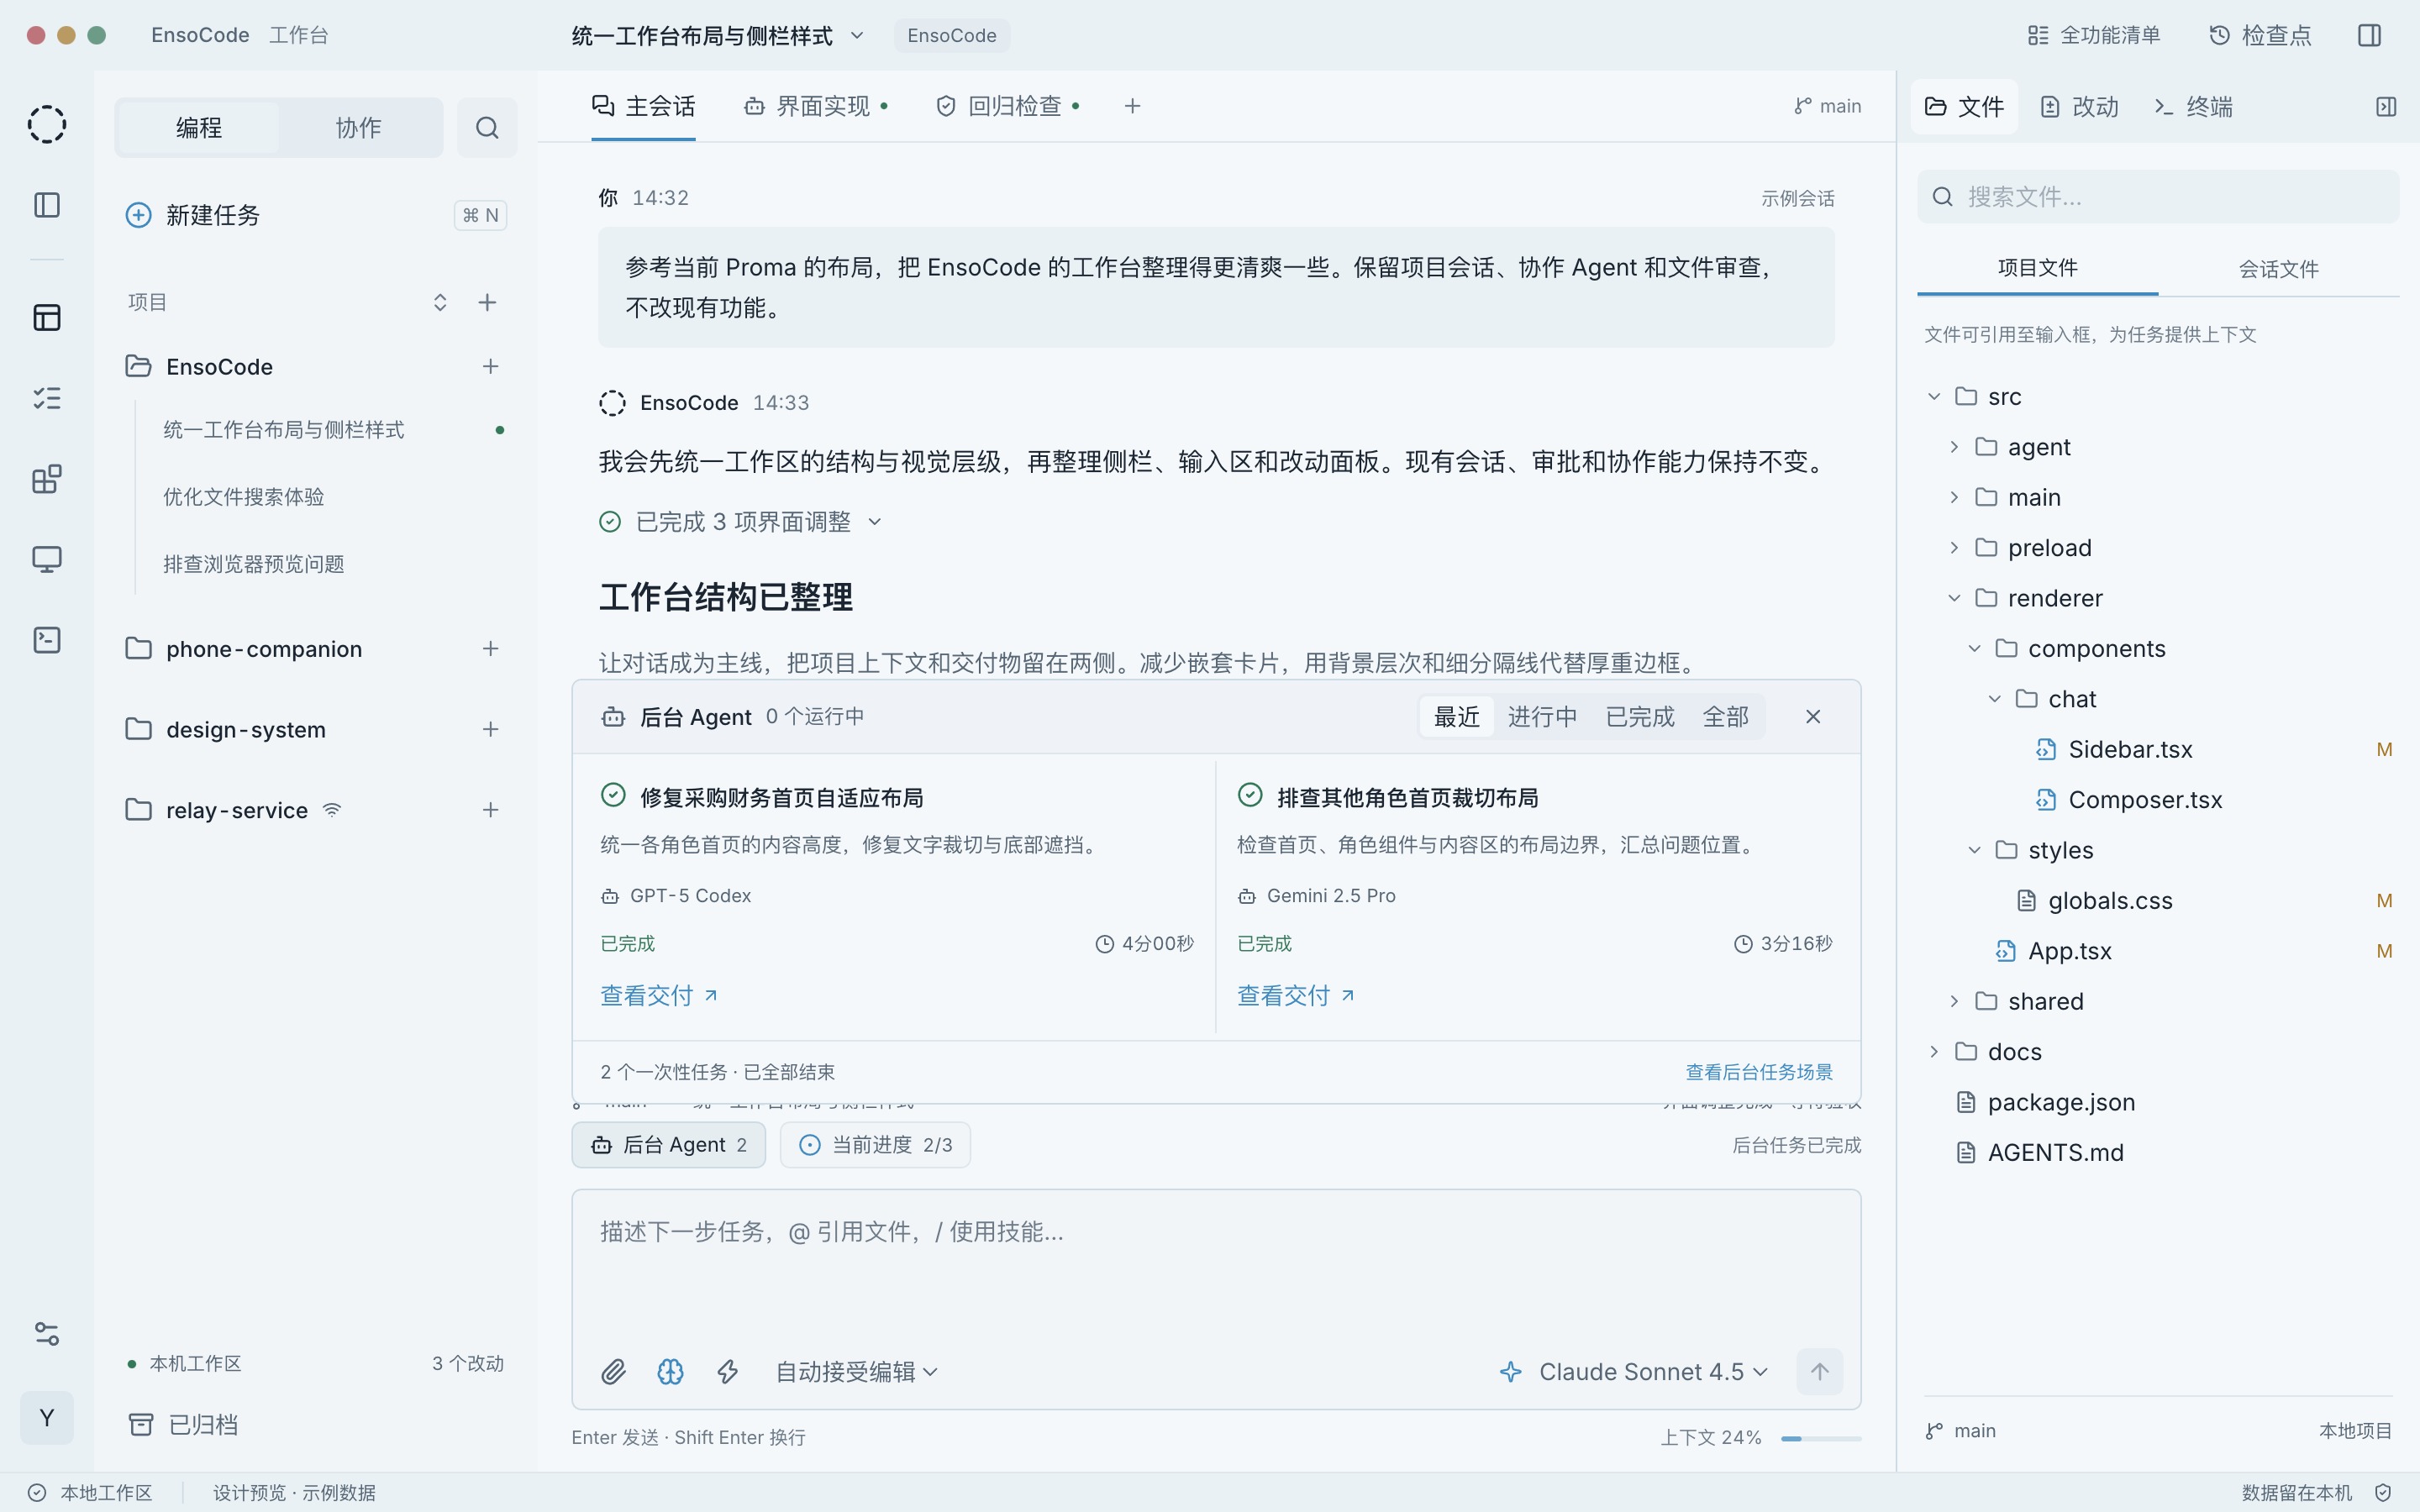 EnsoCode 工作台
统一工作台布局与侧栏样式 EnsoCode
全功能清单 检查点
编程 协作
新建任务 ⌘ N
项目
EnsoCode
统一工作台布局与侧栏样式
优化文件搜索体验
排查浏览器预览问题
phone-companion
design-system
relay-service
本机工作区 3 个改动
Y
已归档
主会话 界面实现 回归检查 main
你 14:32 示例会话
参考当前 Proma 的布局，把 EnsoCode 的工作台整理得更清爽一些。保留项目会话、协作 Agent 和文件审查，
不改现有功能。
EnsoCode 14:33
我会先统一工作区的结构与视觉层级，再整理侧栏、输入区和改动面板。现有会话、审批和协作能力保持不变。
已完成 3 项界面调整
工作台结构已整理
让对话成为主线，把项目上下文和交付物留在两侧。减少嵌套卡片，用背景层次和细分隔线代替厚重边框。
后台 Agent 0 个运行中 最近 进行中 已完成 全部
修复采购财务首页自适应布局
统一各角色首页的内容高度，修复文字裁切与底部遮挡。
GPT-5 Codex
已完成 4分00秒
查看交付
排查其他角色首页裁切布局
检查首页、角色组件与内容区的布局边界，汇总问题位置。
Gemini 2.5 Pro
已完成 3分16秒
查看交付
2 个一次性任务 · 已全部结束 查看后台任务场景
后台 Agent 2 当前进度 2/3 后台任务已完成
描述下一步任务，@ 引用文件，/ 使用技能...
自动接受编辑 Claude Sonnet 4.5
Enter 发送 · Shift Enter 换行 上下文 24%
文件 改动 终端
搜索文件...
项目文件 会话文件
文件可引用至输入框，为任务提供上下文
src
agent
main
preload
renderer
components
chat
Sidebar.tsx M
Composer.tsx
styles
globals.css M
App.tsx M
shared
docs
package.json
AGENTS.md
main 本地项目
本地工作区 设计预览 · 示例数据 数据留在本机